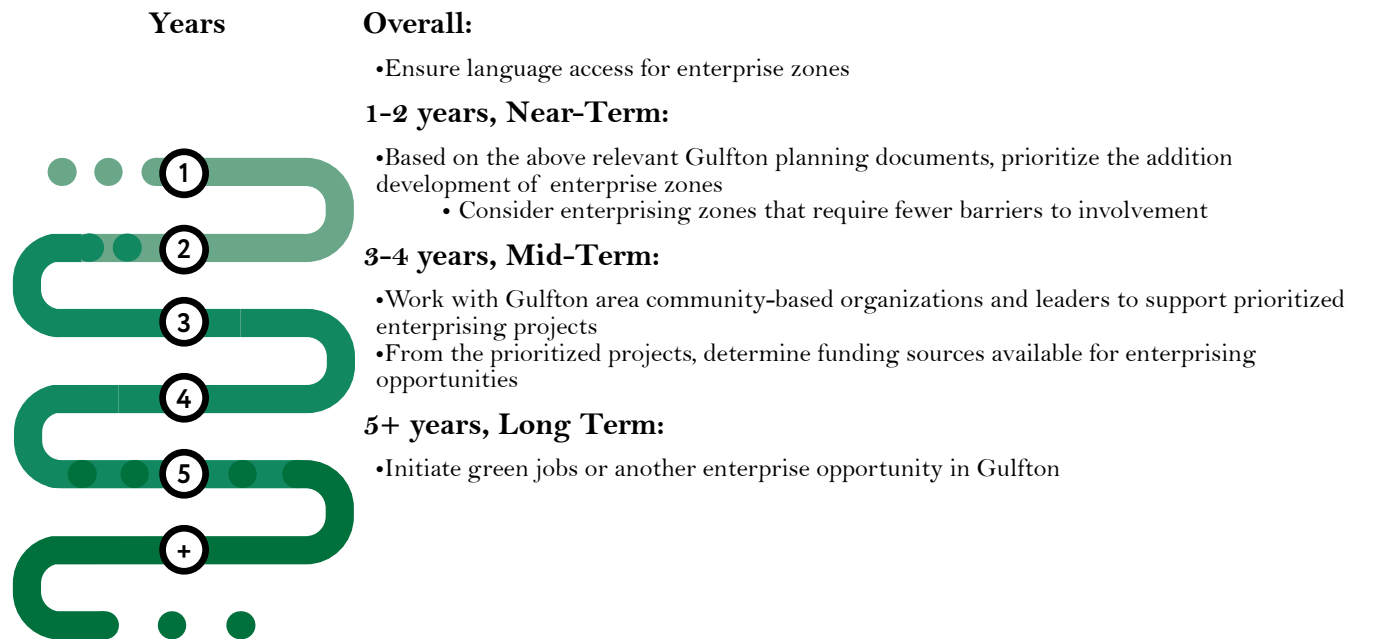 Years
Overall:
•Ensure language access for enterprise zones
1-2 years, Near-Term:
•Based on the above relevant Gulfton planning documents, prioritize the addition
development of enterprise zones
• Consider enterprising zones that require fewer barriers to involvement
3-4 years, Mid-Term:
•Work with Gulfton area community-based organizations and leaders to support prioritized
enterprising projects
•From the prioritized projects, determine funding sources available for enterprising
opportunities
5+ years, Long Term:
•Initiate green jobs or another enterprise opportunity in Gulfton
1
2
3
4
5
+